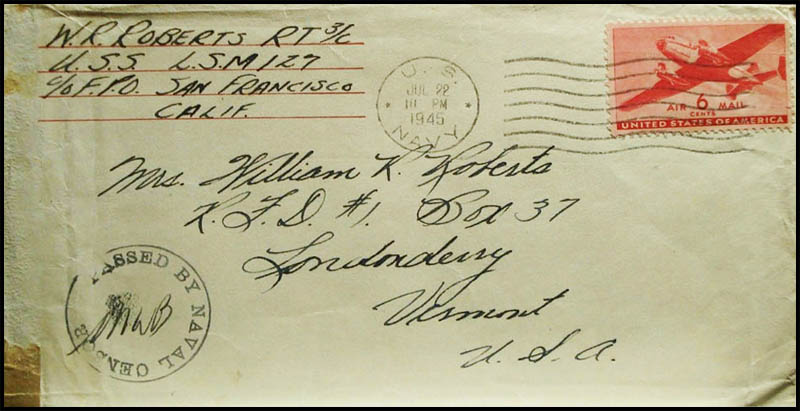 W.R. ROBERTS RT 3/C
U.S.S L.S.M 127
C/O F.P.O. SAN FRANCISCO
CALIF.
U. S.
JUL 22
10 PM
1945
NAVY
AIR 6 MAIL
CENTS
UNITED STATES OF AMERICA
Mrs. William R. Roberts
R.F.D. #1. Box 37
Londonderry
Vermont
U. S. A.
PASSED BY NAVAL CENSOR